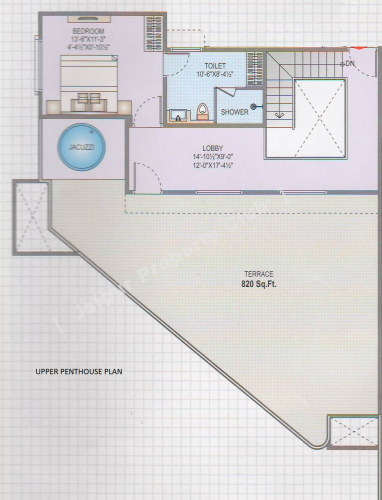 BEDROOM
13'-6"X11'-3"
4'-4½"X0'-10½"
TOILET
10'-6"X8'-4½"
DN
SHOWER
JACUZZI
LOBBY
14'-10½"X9'-0"
12'-0"X17'-4½"
TERRACE
820 Sq.Ft.
UPPER PENTHOUSE PLAN
Property